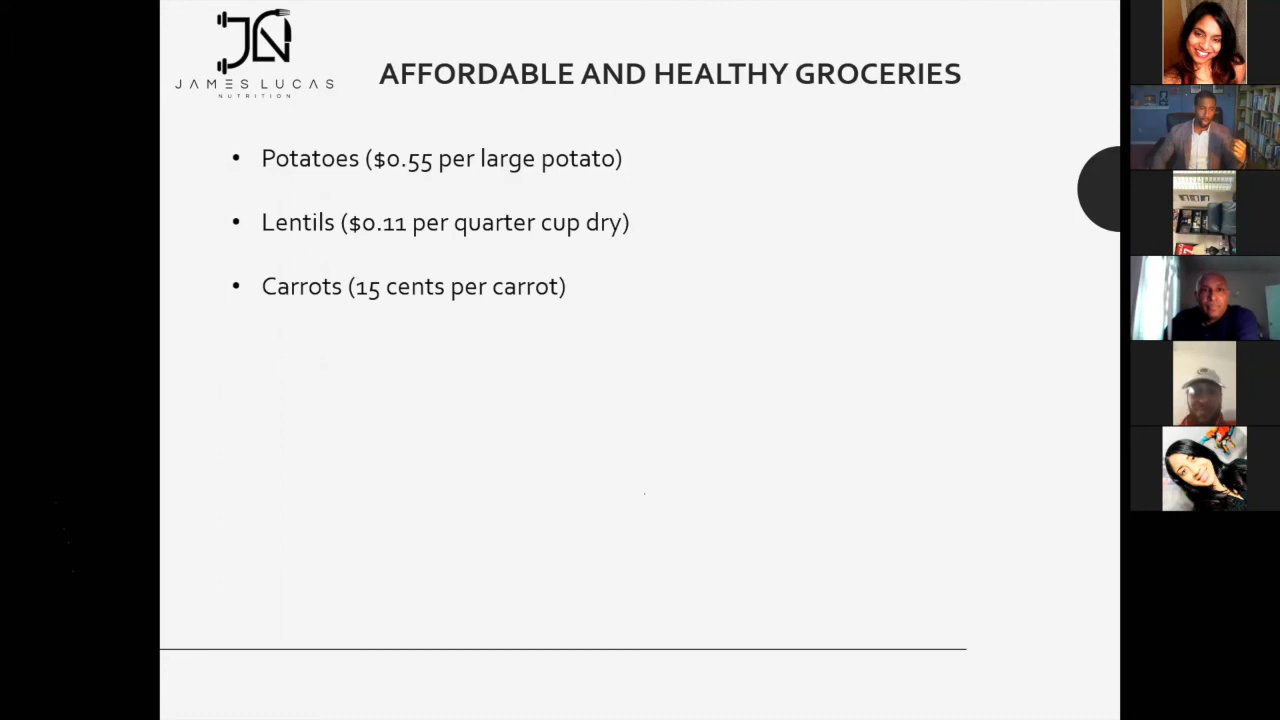 JAMES LUCAS
NUTRITION
AFFORDABLE AND HEALTHY GROCERIES
• Potatoes ($0.55 per large potato)
• Lentils ($0.11 per quarter cup dry)
• Carrots (15 cents per carrot)